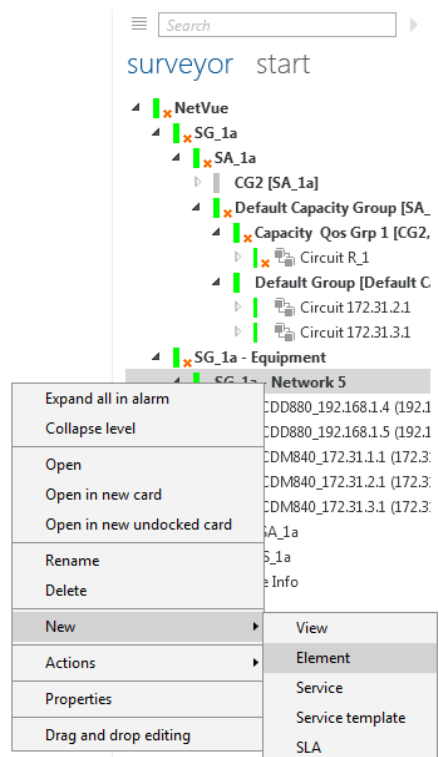 Search
surveyor start
NetVue
SG_1a
SA_1a
CG2 [SA_1a]
Default Capacity Group [SA_
Capacity Qos Grp 1 [CG2,
Circuit R_1
Default Group [Default C
Circuit 172.31.2.1
Circuit 172.31.3.1
SG_1a - Equipment
SG_1a - Network 5
CDD880_192.168.1.4 (192.1
CDD880_192.168.1.5 (192.1
CDM840_172.31.1.1 (172.3
CDM840_172.31.2.1 (172.3
CDM840_172.31.3.1 (172.3
SA_1a
S_1a
e Info
Expand all in alarm
Collapse level
Open
Open in new card
Open in new undocked card
Rename
Delete
New
Actions
Properties
Drag and drop editing
View
Element
Service
Service template
SLA